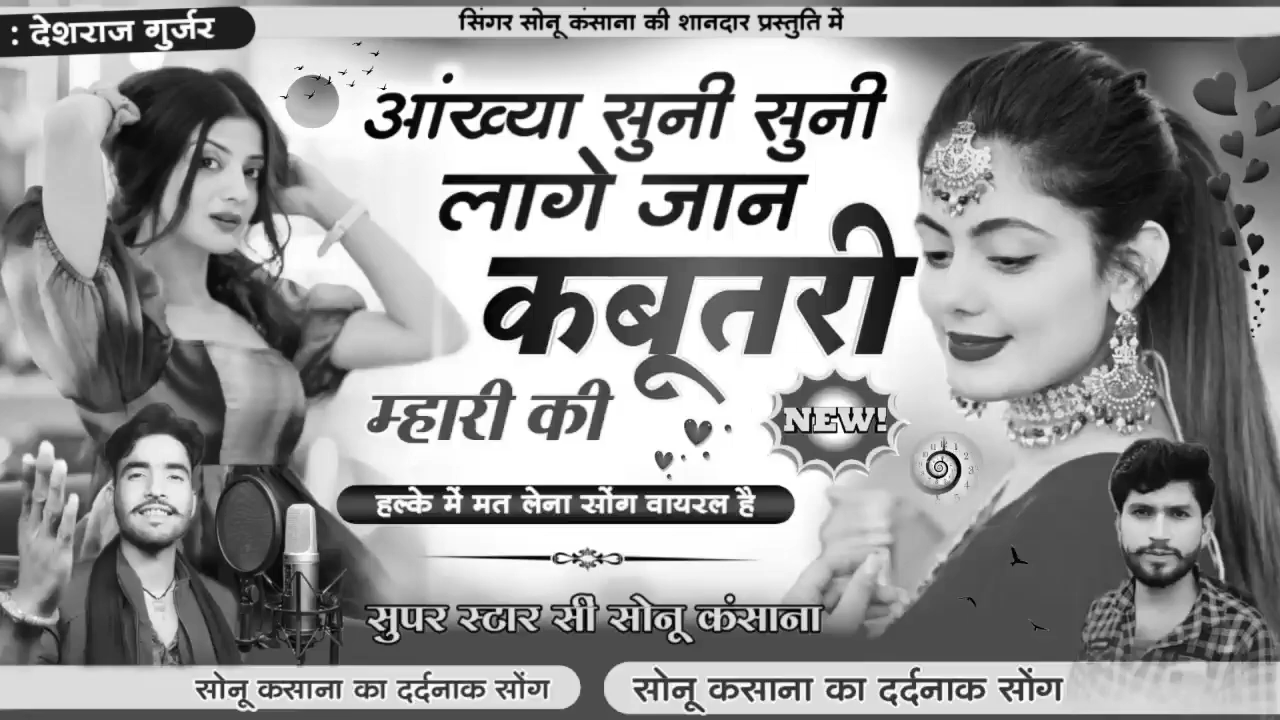 : देशराज गुर्जर
सिंगर सोनू कंसाना की शानदार प्रस्तुति में
आंख्या सुनी सुनी
लागे जान
कबूतरी
म्हारी की
NEW!
हल्के में मत लेना सोंग वायरल है
सुपर स्टार सीं सोनू कंसाना
सोनू कसाना का दर्दनाक सोंग
सोनू कसाना का दर्दनाक सोंग